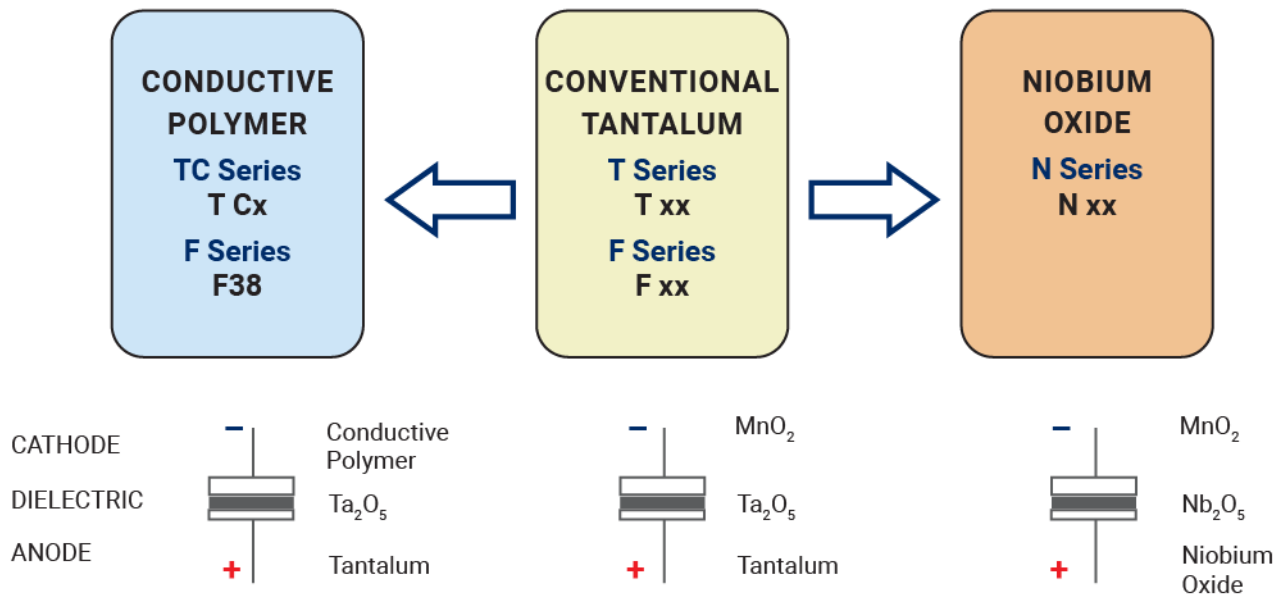 CONDUCTIVE
POLYMER
TC Series
T Cx
F Series
F38
CONVENTIONAL
TANTALUM
T Series
T xx
F Series
F xx
NIOBIUM
OXIDE
N Series
N xx
CATHODE
DIELECTRIC
ANODE
−
Conductive
Polymer
Ta₂O₅
+
Tantalum
−
MnO₂
Ta₂O₅
+
Tantalum
−
MnO₂
Nb₂O₅
+
Niobium
Oxide